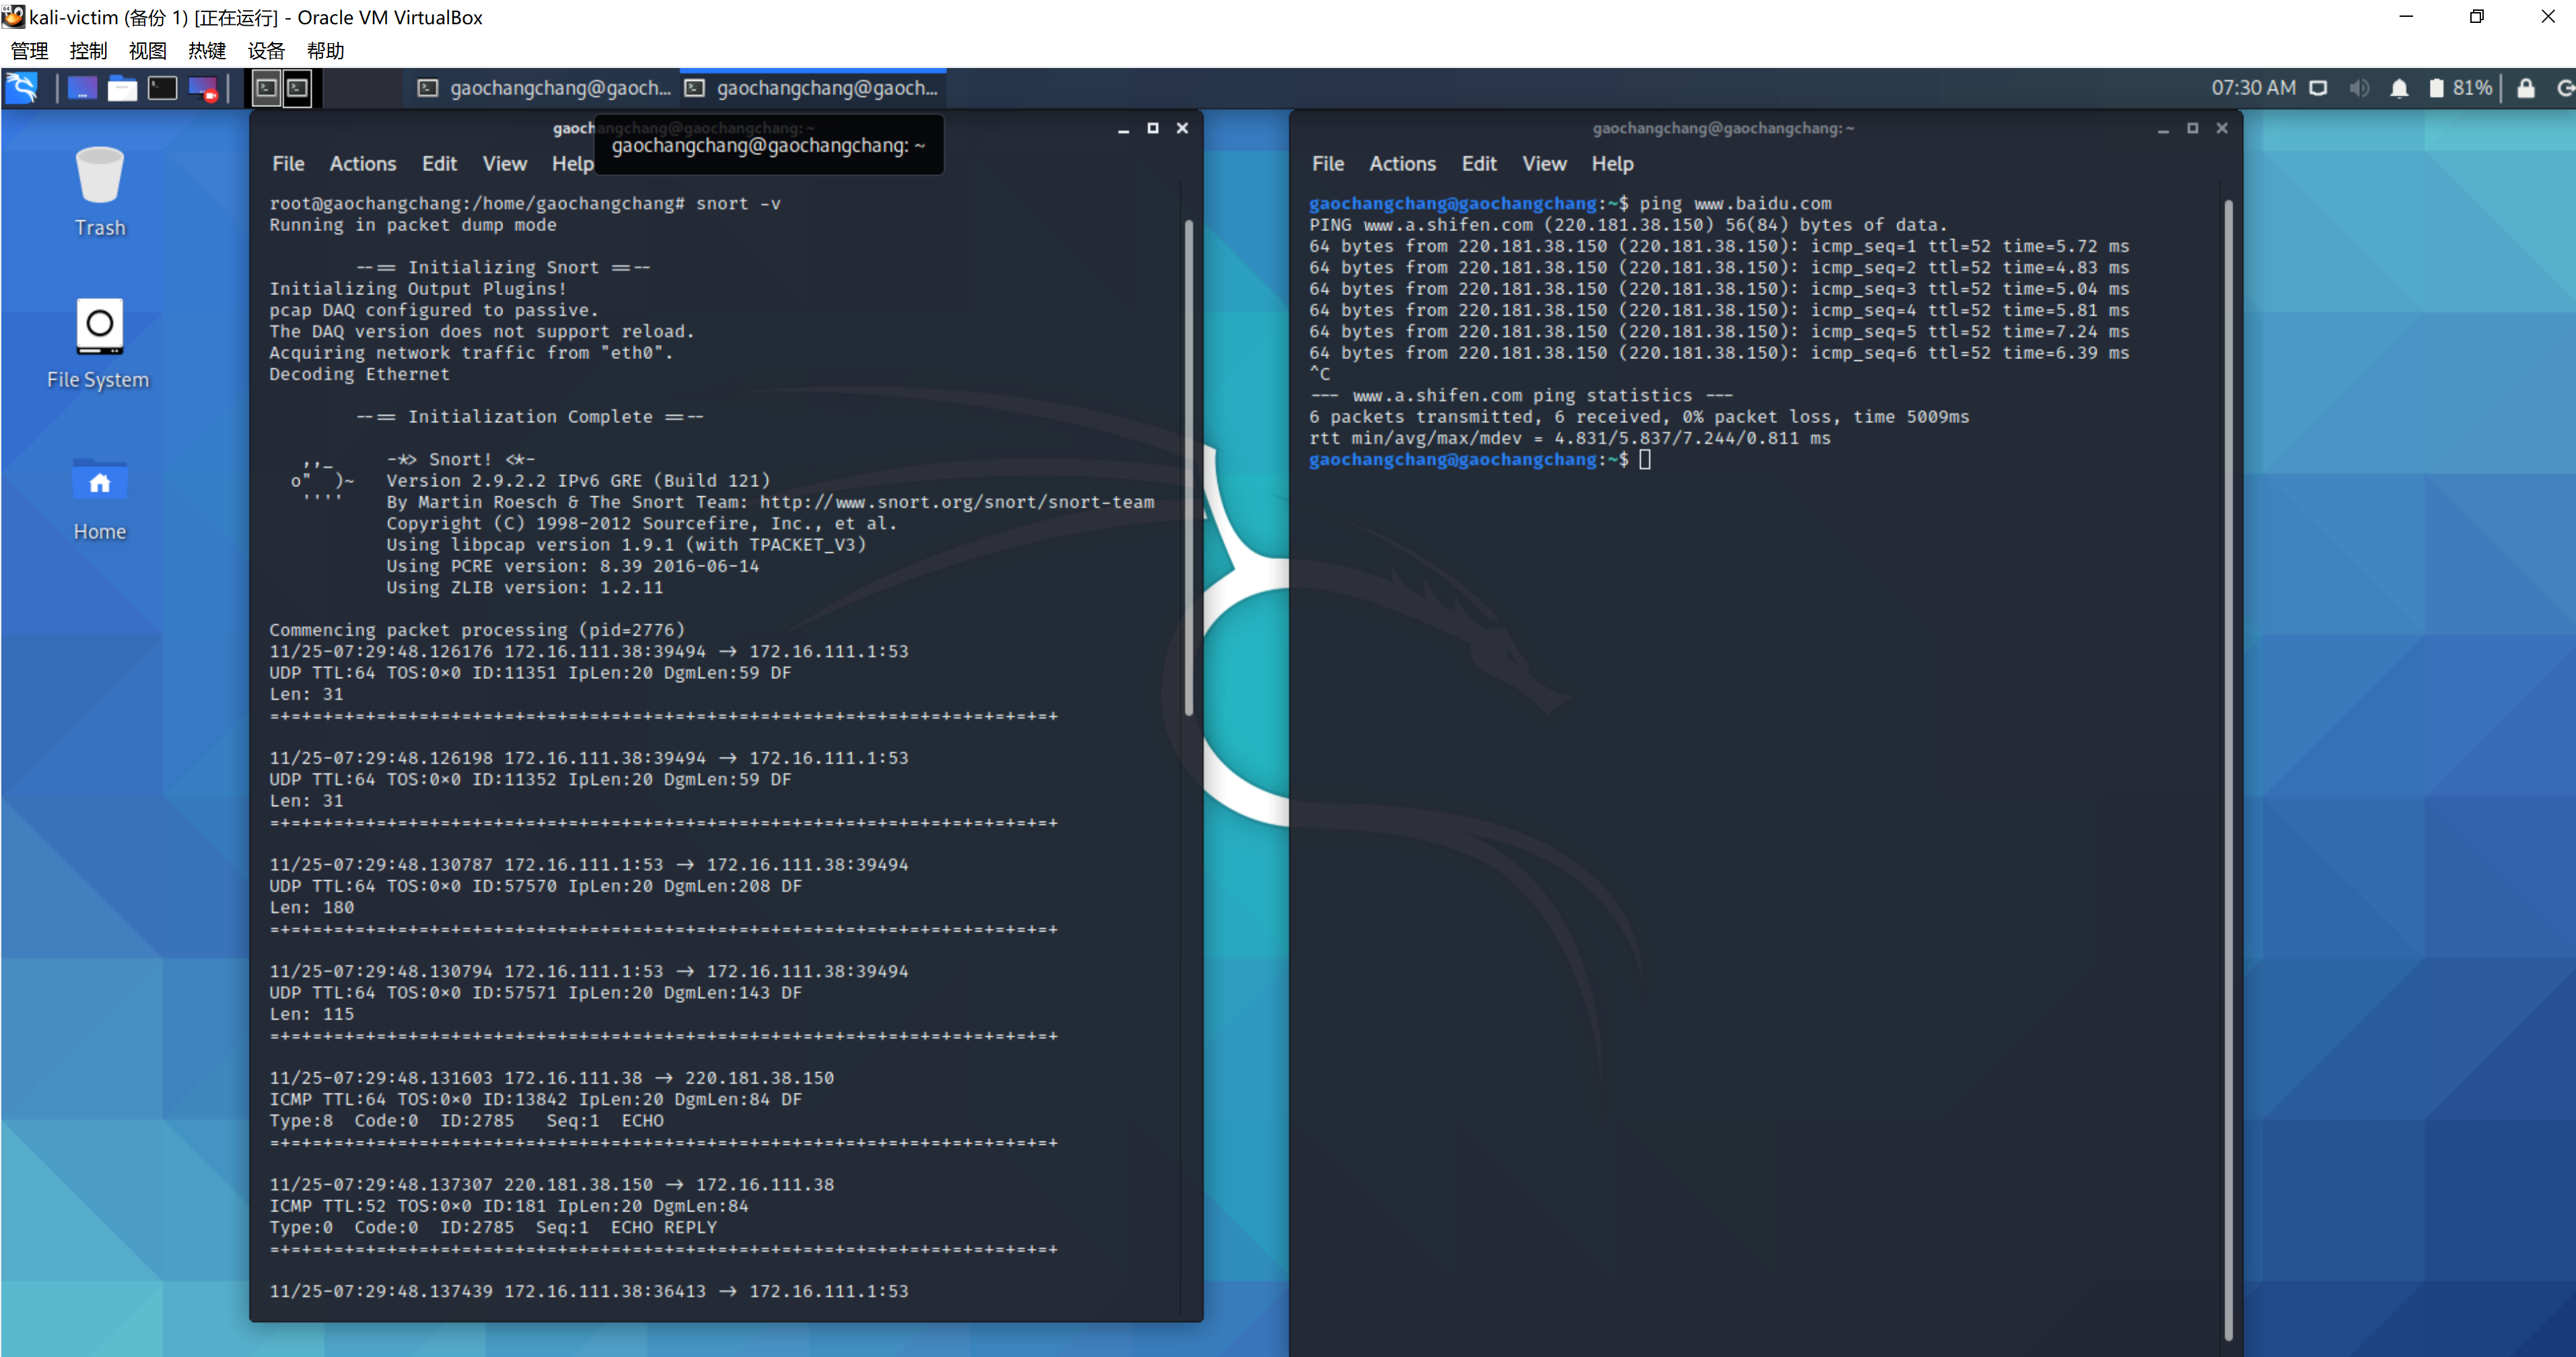 kali-victim (备份 1) [正在运行] - Oracle VM VirtualBox
管理 控制 视图 热键 设备 帮助
gaochangchang@gaoch... gaochangchang@gaoch... 07:30 AM 81%
Trash
File System
Home
gaochangchang@gaochangchang: ~
gaochangchang@gaochangchang: ~
File Actions Edit View Help
root@gaochangchang:/home/gaochangchang# snort -v
Running in packet dump mode
--== Initializing Snort ==--
Initializing Output Plugins!
pcap DAQ configured to passive.
The DAQ version does not support reload.
Acquiring network traffic from "eth0".
Decoding Ethernet
--== Initialization Complete ==--
,,_ -*> Snort! <*-
o" )~ Version 2.9.2.2 IPv6 GRE (Build 121)
'''' By Martin Roesch & The Snort Team: http://www.snort.org/snort/snort-team
Copyright (C) 1998-2012 Sourcefire, Inc., et al.
Using libpcap version 1.9.1 (with TPACKET_V3)
Using PCRE version: 8.39 2016-06-14
Using ZLIB version: 1.2.11
Commencing packet processing (pid=2776)
11/25-07:29:48.126176 172.16.111.38:39494 -> 172.16.111.1:53
UDP TTL:64 TOS:0x0 ID:11351 IpLen:20 DgmLen:59 DF
Len: 31
=+=+=+=+=+=+=+=+=+=+=+=+=+=+=+=+=+=+=+=+=+=+=+=+=+=+=+=+=+=+=+=+=+=+=+=+=+
11/25-07:29:48.126198 172.16.111.38:39494 -> 172.16.111.1:53
UDP TTL:64 TOS:0x0 ID:11352 IpLen:20 DgmLen:59 DF
Len: 31
=+=+=+=+=+=+=+=+=+=+=+=+=+=+=+=+=+=+=+=+=+=+=+=+=+=+=+=+=+=+=+=+=+=+=+=+=+
11/25-07:29:48.130787 172.16.111.1:53 -> 172.16.111.38:39494
UDP TTL:64 TOS:0x0 ID:57570 IpLen:20 DgmLen:208 DF
Len: 180
=+=+=+=+=+=+=+=+=+=+=+=+=+=+=+=+=+=+=+=+=+=+=+=+=+=+=+=+=+=+=+=+=+=+=+=+=+
11/25-07:29:48.130794 172.16.111.1:53 -> 172.16.111.38:39494
UDP TTL:64 TOS:0x0 ID:57571 IpLen:20 DgmLen:143 DF
Len: 115
=+=+=+=+=+=+=+=+=+=+=+=+=+=+=+=+=+=+=+=+=+=+=+=+=+=+=+=+=+=+=+=+=+=+=+=+=+
11/25-07:29:48.131603 172.16.111.38 -> 220.181.38.150
ICMP TTL:64 TOS:0x0 ID:13842 IpLen:20 DgmLen:84 DF
Type:8 Code:0 ID:2785 Seq:1 ECHO
=+=+=+=+=+=+=+=+=+=+=+=+=+=+=+=+=+=+=+=+=+=+=+=+=+=+=+=+=+=+=+=+=+=+=+=+=+
11/25-07:29:48.137307 220.181.38.150 -> 172.16.111.38
ICMP TTL:52 TOS:0x0 ID:181 IpLen:20 DgmLen:84
Type:0 Code:0 ID:2785 Seq:1 ECHO REPLY
=+=+=+=+=+=+=+=+=+=+=+=+=+=+=+=+=+=+=+=+=+=+=+=+=+=+=+=+=+=+=+=+=+=+=+=+=+
11/25-07:29:48.137439 172.16.111.38:36413 -> 172.16.111.1:53
gaochangchang@gaochangchang: ~
File Actions Edit View Help
gaochangchang@gaochangchang:~$ ping www.baidu.com
PING www.a.shifen.com (220.181.38.150) 56(84) bytes of data.
64 bytes from 220.181.38.150 (220.181.38.150): icmp_seq=1 ttl=52 time=5.72 ms
64 bytes from 220.181.38.150 (220.181.38.150): icmp_seq=2 ttl=52 time=4.83 ms
64 bytes from 220.181.38.150 (220.181.38.150): icmp_seq=3 ttl=52 time=5.04 ms
64 bytes from 220.181.38.150 (220.181.38.150): icmp_seq=4 ttl=52 time=5.81 ms
64 bytes from 220.181.38.150 (220.181.38.150): icmp_seq=5 ttl=52 time=7.24 ms
64 bytes from 220.181.38.150 (220.181.38.150): icmp_seq=6 ttl=52 time=6.39 ms
^C
--- www.a.shifen.com ping statistics ---
6 packets transmitted, 6 received, 0% packet loss, time 5009ms
rtt min/avg/max/mdev = 4.831/5.837/7.244/0.811 ms
gaochangchang@gaochangchang:~$